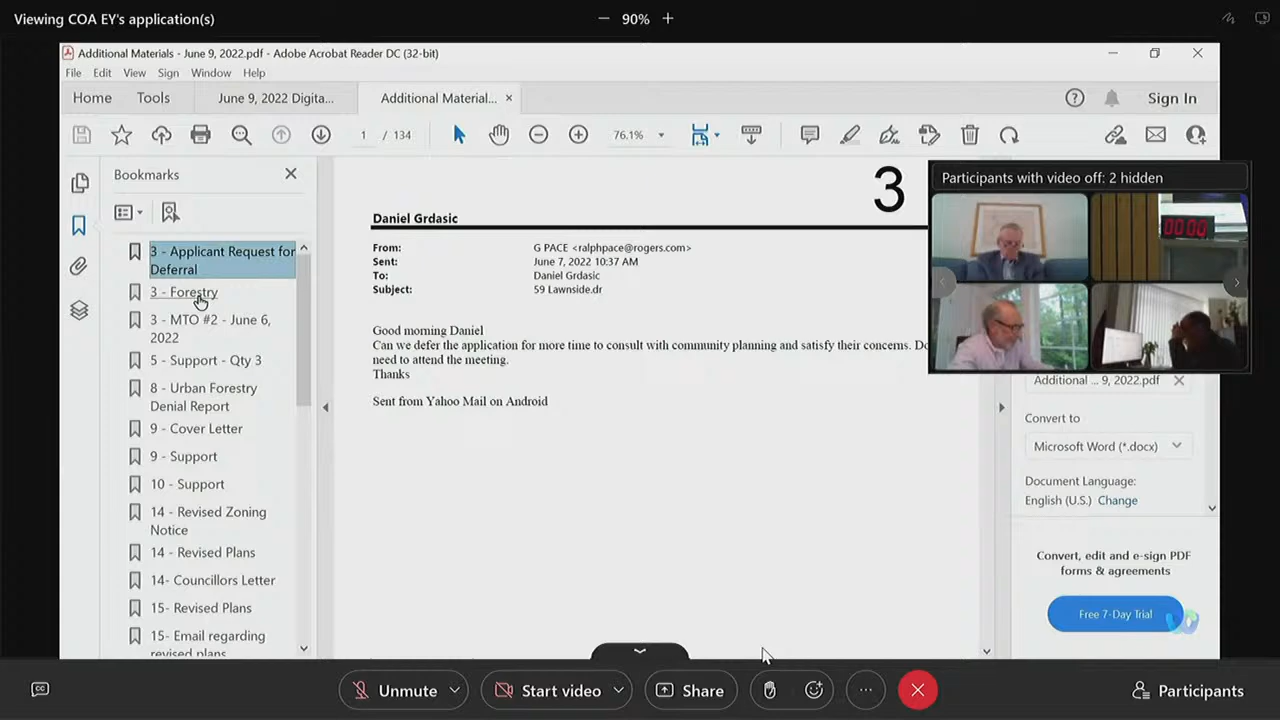 Viewing COA EY's application(s)
90%
Additional Materials - June 9, 2022.pdf - Adobe Acrobat Reader DC (32-bit)
File Edit View Sign Window Help
Home Tools June 9, 2022 Digita... Additional Material... Sign In
1 / 134 76.1%
Bookmarks
3 - Applicant Request for
Deferral
3 - Forestry
3 - MTO #2 - June 6,
2022
5 - Support - Qty 3
8 - Urban Forestry
Denial Report
9 - Cover Letter
9 - Support
10 - Support
14 - Revised Zoning
Notice
14 - Revised Plans
14- Councillors Letter
15- Revised Plans
15- Email regarding
revised plans
3
Daniel Grdasic
From: G PACE <ralphpace@rogers.com>
Sent: June 7, 2022 10:37 AM
To: Daniel Grdasic
Subject: 59 Lawnside.dr
Good morning Daniel
Can we defer the application for more time to consult with community planning and satisfy their concerns. Do
need to attend the meeting.
Thanks
Sent from Yahoo Mail on Android
Participants with video off: 2 hidden
00:00
Additional ... 9, 2022.pdf
Convert to
Microsoft Word (*.docx)
Document Language:
English (U.S.) Change
Convert, edit and e-sign PDF
forms & agreements
Free 7-Day Trial
Unmute Start video Share Participants